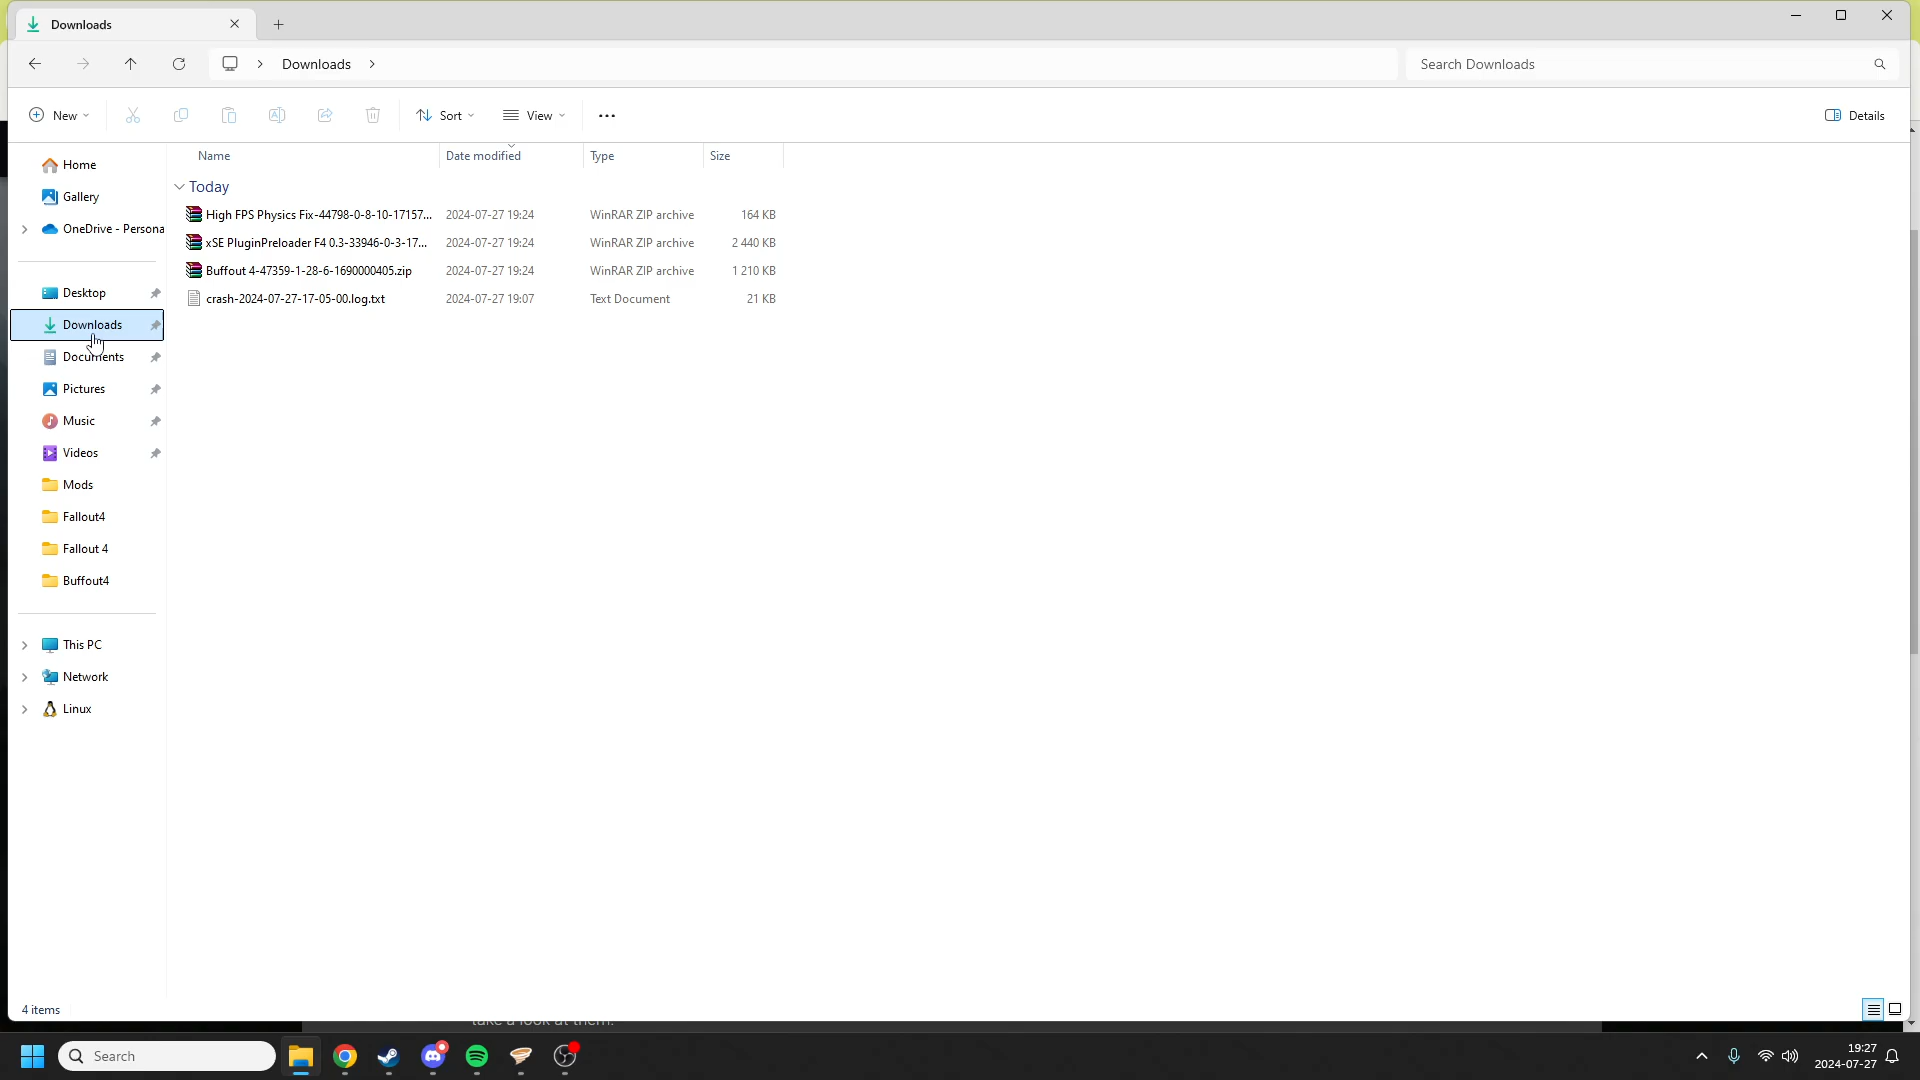 Downloads
Downloads
Search Downloads
New
Sort
View
Details
Name Date modified Type Size
Today
High FPS Physics Fix-44798-0-8-10-17157... 2024-07-27 19:24 WinRAR ZIP archive 164 KB
xSE PluginPreloader F4 0.3-33946-0-3-17... 2024-07-27 19:24 WinRAR ZIP archive 2 440 KB
Buffout 4-47359-1-28-6-1690000405.zip 2024-07-27 19:24 WinRAR ZIP archive 1 210 KB
crash-2024-07-27-17-05-00.log.txt 2024-07-27 19:07 Text Document 21 KB
Home
Gallery
OneDrive - Persona
Desktop
Downloads
Documents
Pictures
Music
Videos
Mods
Fallout4
Fallout 4
Buffout4
This PC
Network
Linux
4 items
take a look at them.
Search
19:27
2024-07-27